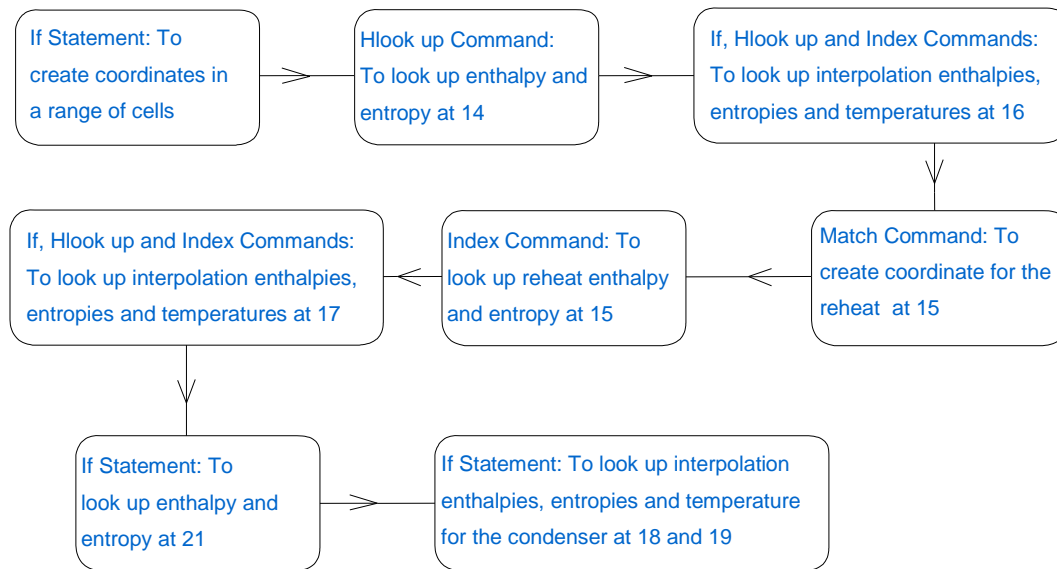 If Statement: To
create coordinates in
a range of cells
Hlook up Command:
To look up enthalpy and
entropy at 14
If, Hlook up and Index Commands:
To look up interpolation enthalpies,
entropies and temperatures at 16
Match Command: To
create coordinate for the
reheat at 15
Index Command: To
look up reheat enthalpy
and entropy at 15
If, Hlook up and Index Commands:
To look up interpolation enthalpies,
entropies and temperatures at 17
If Statement: To
look up enthalpy and
entropy at 21
If Statement: To look up interpolation
enthalpies, entropies and temperature
for the condenser at 18 and 19